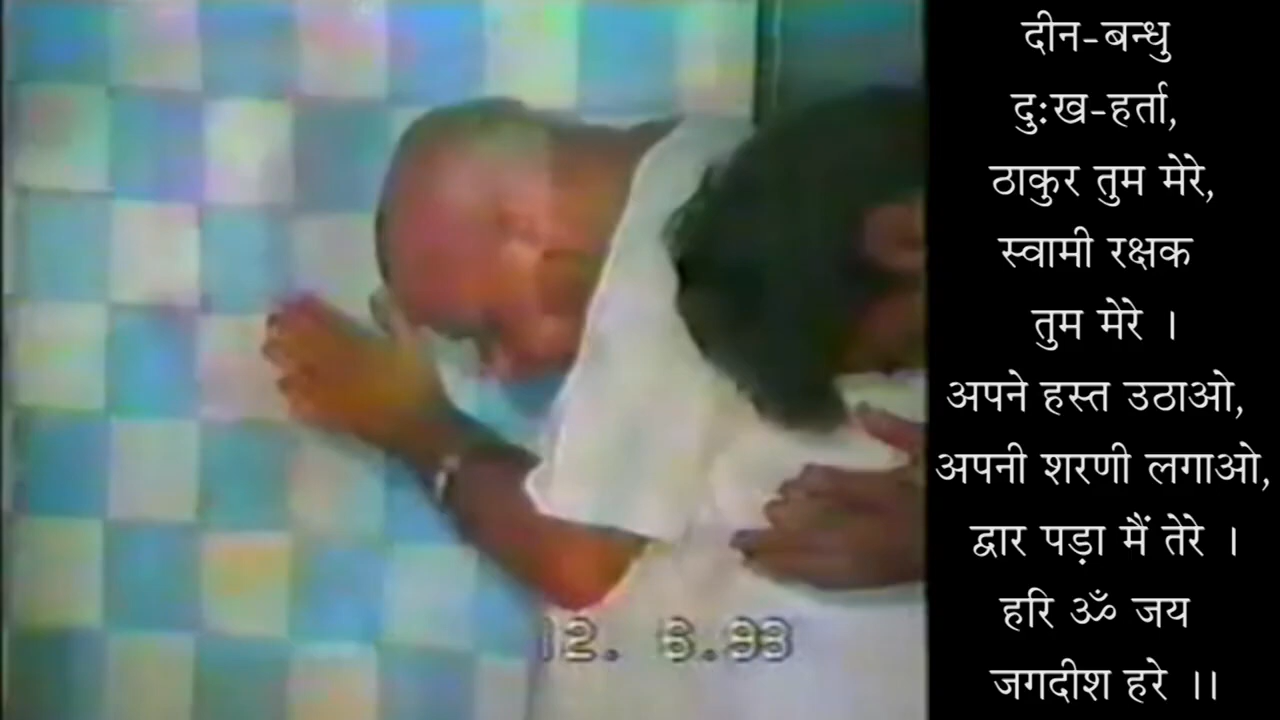 12. 6.93
दीन-बन्धु
दुःख-हर्ता,
ठाकुर तुम मेरे,
स्वामी रक्षक
तुम मेरे ।
अपने हस्त उठाओ,
अपनी शरणी लगाओ,
द्वार पड़ा मैं तेरे ।
हरि ॐ जय
जगदीश हरे ।।